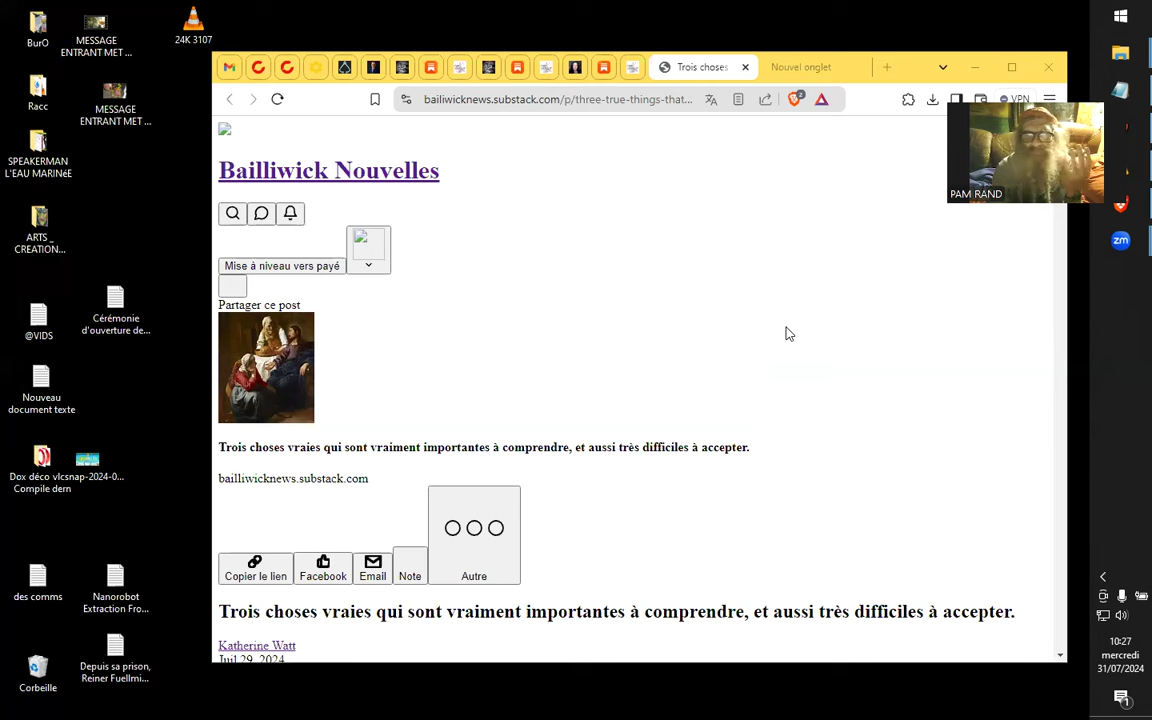 BurO
MESSAGE
ENTRANT MET ...
24K 3107
Racc
MESSAGE
ENTRANT MET ...
SPEAKERMAN
L'EAU MARINéE
ARTS _
CREATION...
@VIDS
Cérémonie
d'ouverture de...
Nouveau
document texte
Dox déco
Compile dern
vlcsnap-2024-0...
des comms
Nanorobot
Extraction Fro...
Corbeille
Depuis sa prison,
Reiner Fuellmi...
Trois choses
Nouvel onglet
bailiwicknews.substack.com/p/three-true-things-that...
2
VPN
PAM RAND
Bailliwick Nouvelles
Mise à niveau vers payé
Partager ce post
Trois choses vraies qui sont vraiment importantes à comprendre, et aussi très difficiles à accepter.
bailliwicknews.substack.com
Copier le lien
Facebook
Email
Note
Autre
Trois choses vraies qui sont vraiment importantes à comprendre, et aussi très difficiles à accepter.
Katherine Watt
Juil 29, 2024
zm
10:27
mercredi
31/07/2024
1